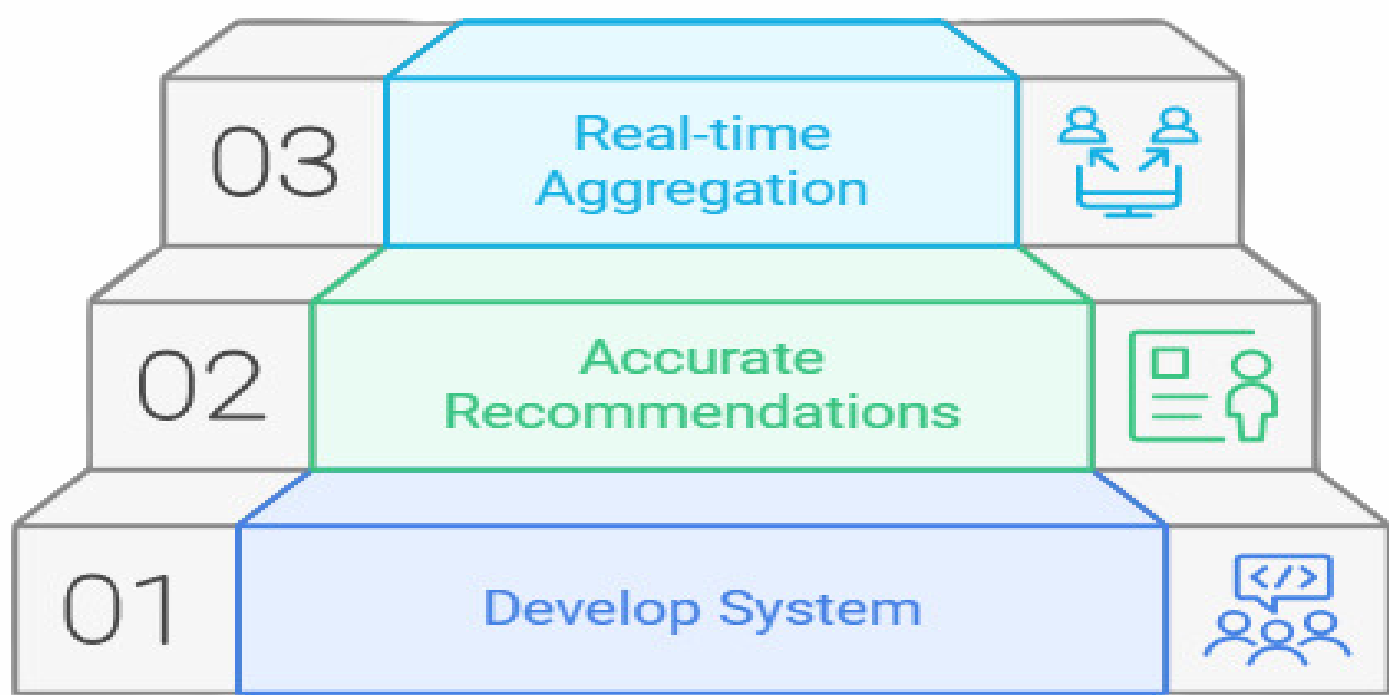 03
Real-time
Aggregation
02
Accurate
Recommendations
01
Develop System
</>